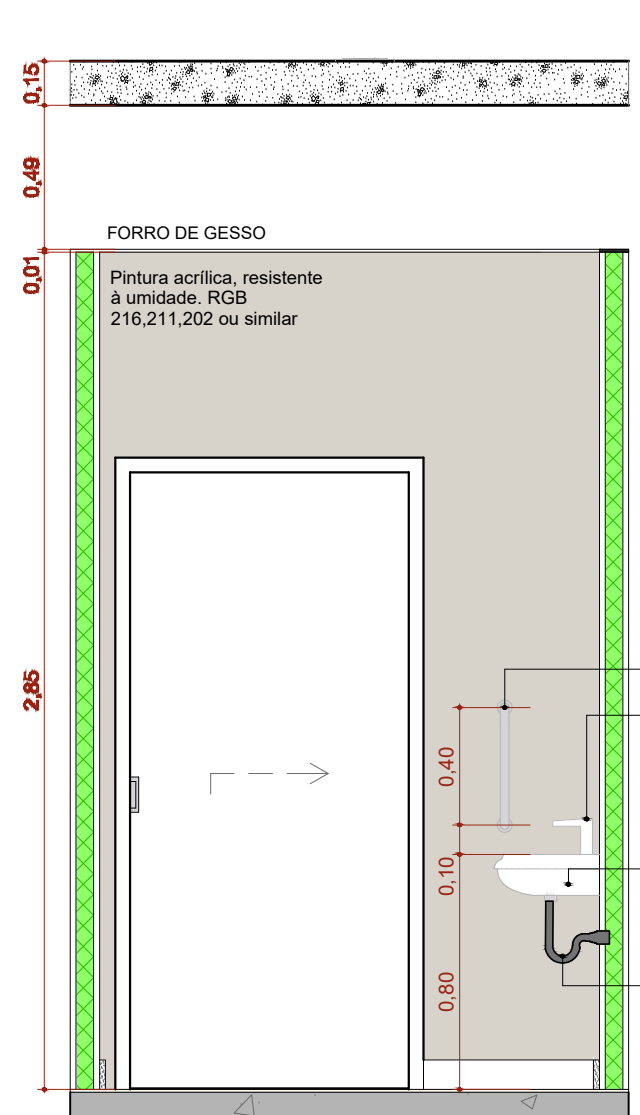 0,15
0,49
FORRO DE GESSO
0,01
Pintura acrílica, resistente
à umidade. RGB
216,211,202 ou similar
2,85
0,40
0,10
0,80